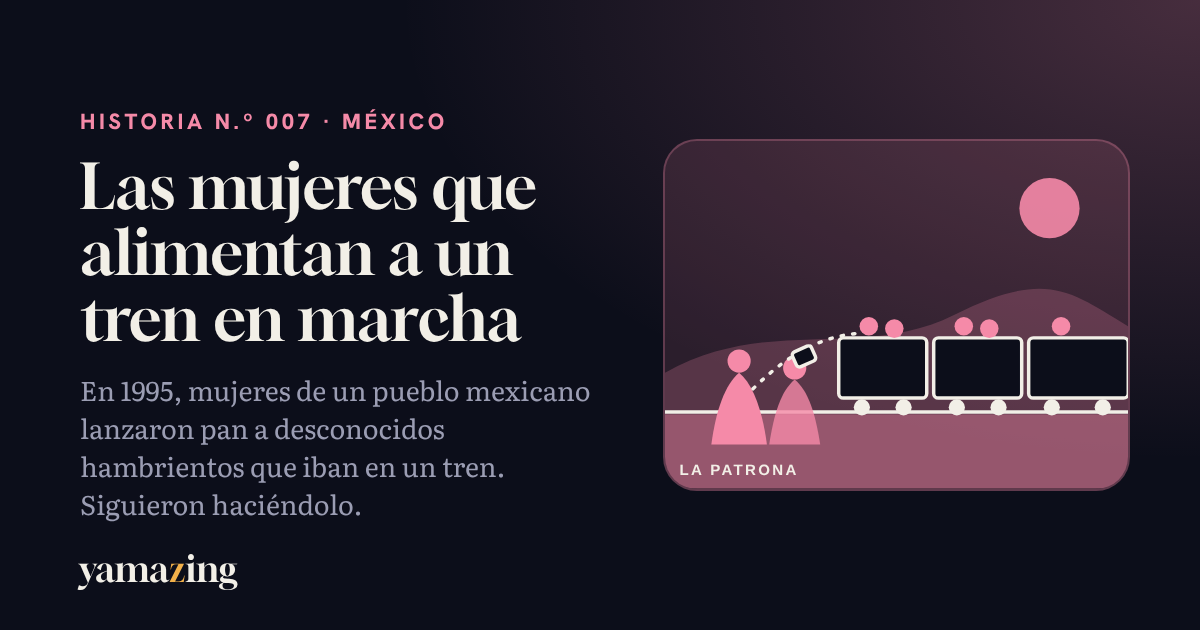 HISTORIA N.º 007 · MÉXICO
Las mujeres que
alimentan a un
tren en marcha
En 1995, mujeres de un pueblo mexicano
lanzaron pan a desconocidos
hambrientos que iban en un tren.
Siguieron haciéndolo.
LA PATRONA
yamazing